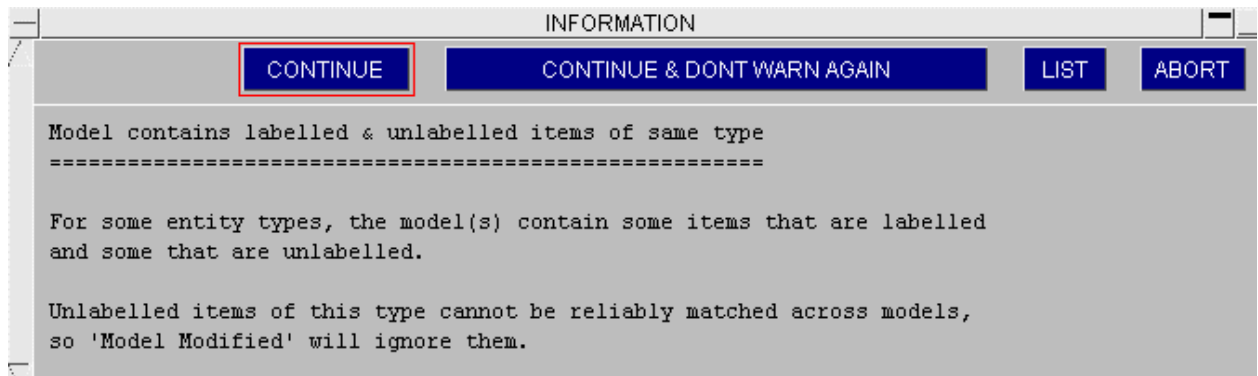 INFORMATION
CONTINUE CONTINUE & DONT WARN AGAIN LIST ABORT
Model contains labelled & unlabelled items of same type
=======================================================
For some entity types, the model(s) contain some items that are labelled
and some that are unlabelled.
Unlabelled items of this type cannot be reliably matched across models,
so 'Model Modified' will ignore them.